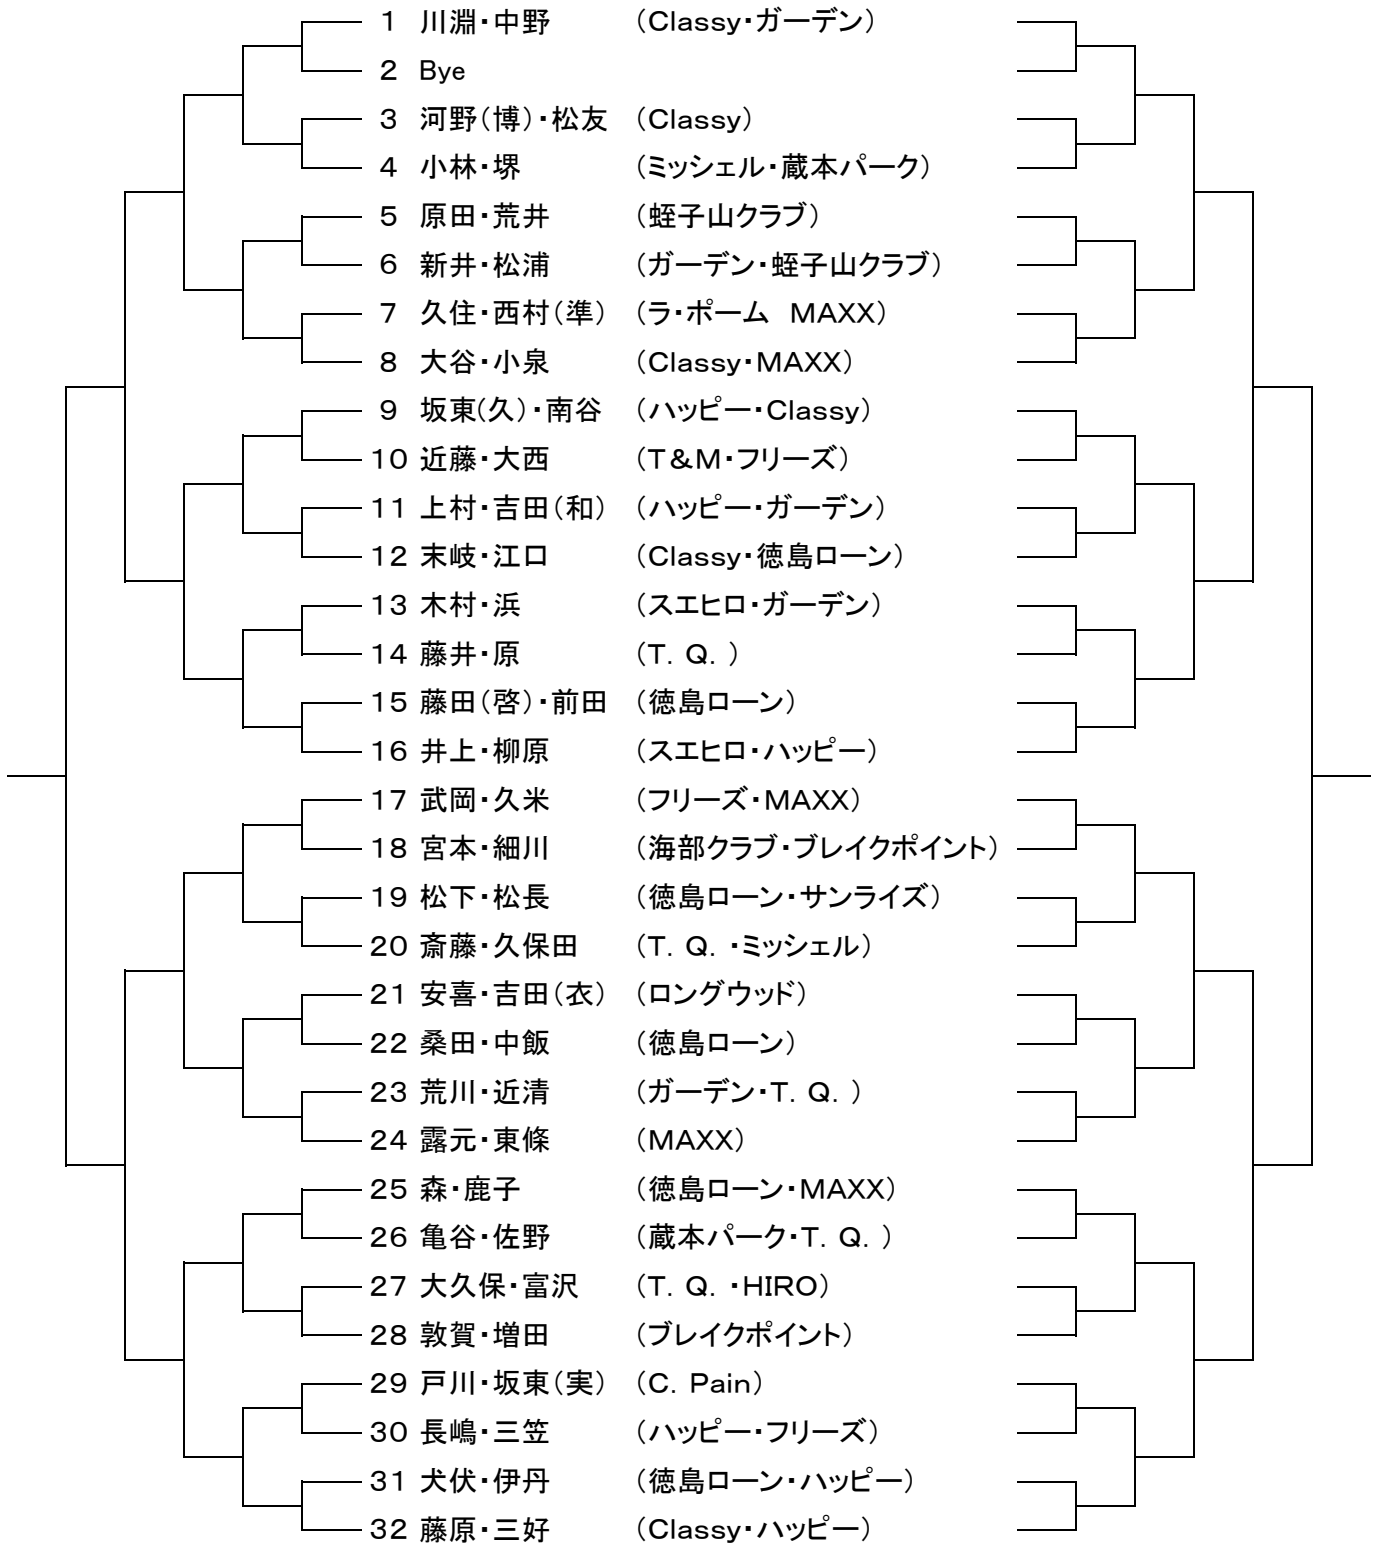 1 川淵・中野 （Classy・ガーデン）
2 Bye
3 河野（博）・松友 （Classy）
4 小林・堺 （ミッシェル・蔵本パーク）
5 原田・荒井 （蛭子山クラブ）
6 新井・松浦 （ガーデン・蛭子山クラブ）
7 久住・西村（準） （ラ・ポーム　MAXX）
8 大谷・小泉 （Classy・MAXX）
9 坂東(久）・南谷 （ハッピー・Classy）
10 近藤・大西 （T＆M・フリーズ）
11 上村・吉田（和） （ハッピー・ガーデン）
12 末岐・江口 （Classy・徳島ローン）
13 木村・浜 （スエヒロ・ガーデン）
14 藤井・原 （T．Q．）
15 藤田（啓）・前田 （徳島ローン）
16 井上・柳原 （スエヒロ・ハッピー）
17 武岡・久米 （フリーズ・MAXX）
18 宮本・細川 （海部クラブ・ブレイクポイント）
19 松下・松長 （徳島ローン・サンライズ）
20 斎藤・久保田 （T．Q．・ミッシェル）
21 安喜・吉田（衣） （ロングウッド）
22 桑田・中飯 （徳島ローン）
23 荒川・近清 （ガーデン・T．Q．）
24 露元・東條 （MAXX）
25 森・鹿子 （徳島ローン・MAXX）
26 亀谷・佐野 （蔵本パーク・T．Q．）
27 大久保・富沢 （T．Q．・HIRO）
28 敦賀・増田 （ブレイクポイント）
29 戸川・坂東（実） （C．Pain）
30 長嶋・三笠 （ハッピー・フリーズ）
31 犬伏・伊丹 （徳島ローン・ハッピー）
32 藤原・三好 （Classy・ハッピー）